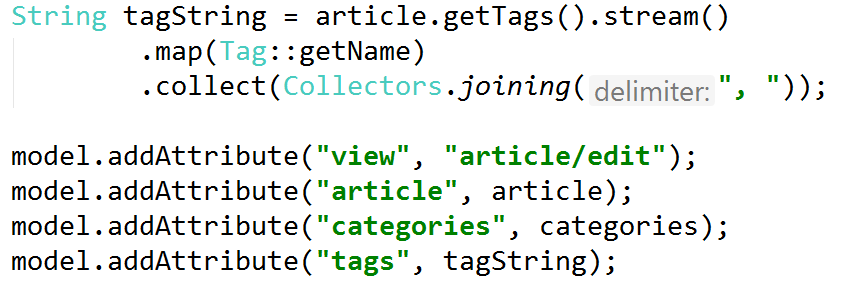 String tagString = article.getTags().stream()
.map(Tag::getName)
.collect(Collectors.joining( delimiter: ", "));
model.addAttribute("view", "article/edit");
model.addAttribute("article", article);
model.addAttribute("categories", categories);
model.addAttribute("tags", tagString);